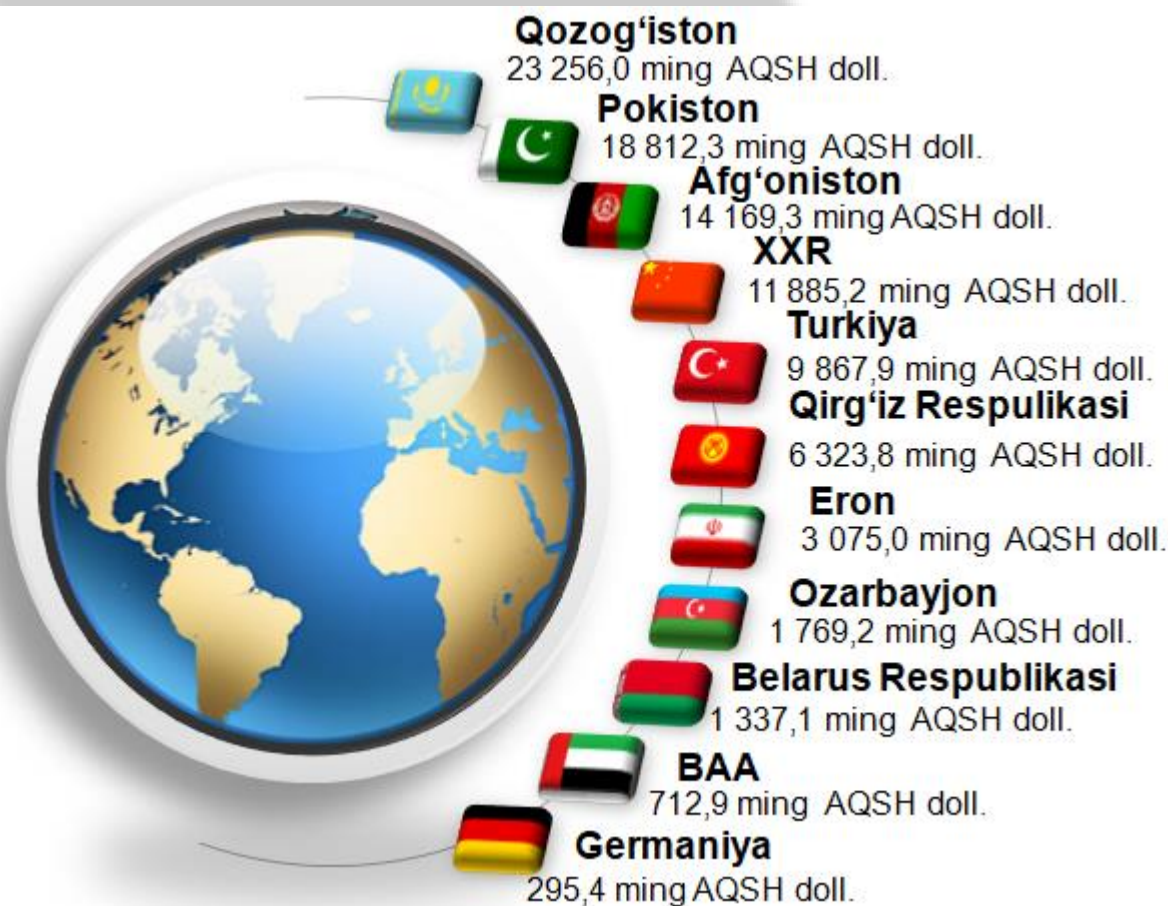 Qozog‘iston
23 256,0 ming AQSH doll.
Pokiston
18 812,3 ming AQSH doll.
Afg‘oniston
14 169,3 ming AQSH doll.
XXR
11 885,2 ming AQSH doll.
Turkiya
9 867,9 ming AQSH doll.
Qirg‘iz Respulikasi
6 323,8 ming AQSH doll.
Eron
3 075,0 ming AQSH doll.
Ozarbayjon
1 769,2 ming AQSH doll.
Belarus Respublikasi
1 337,1 ming AQSH doll.
BAA
712,9 ming AQSH doll.
Germaniya
295,4 ming AQSH doll.